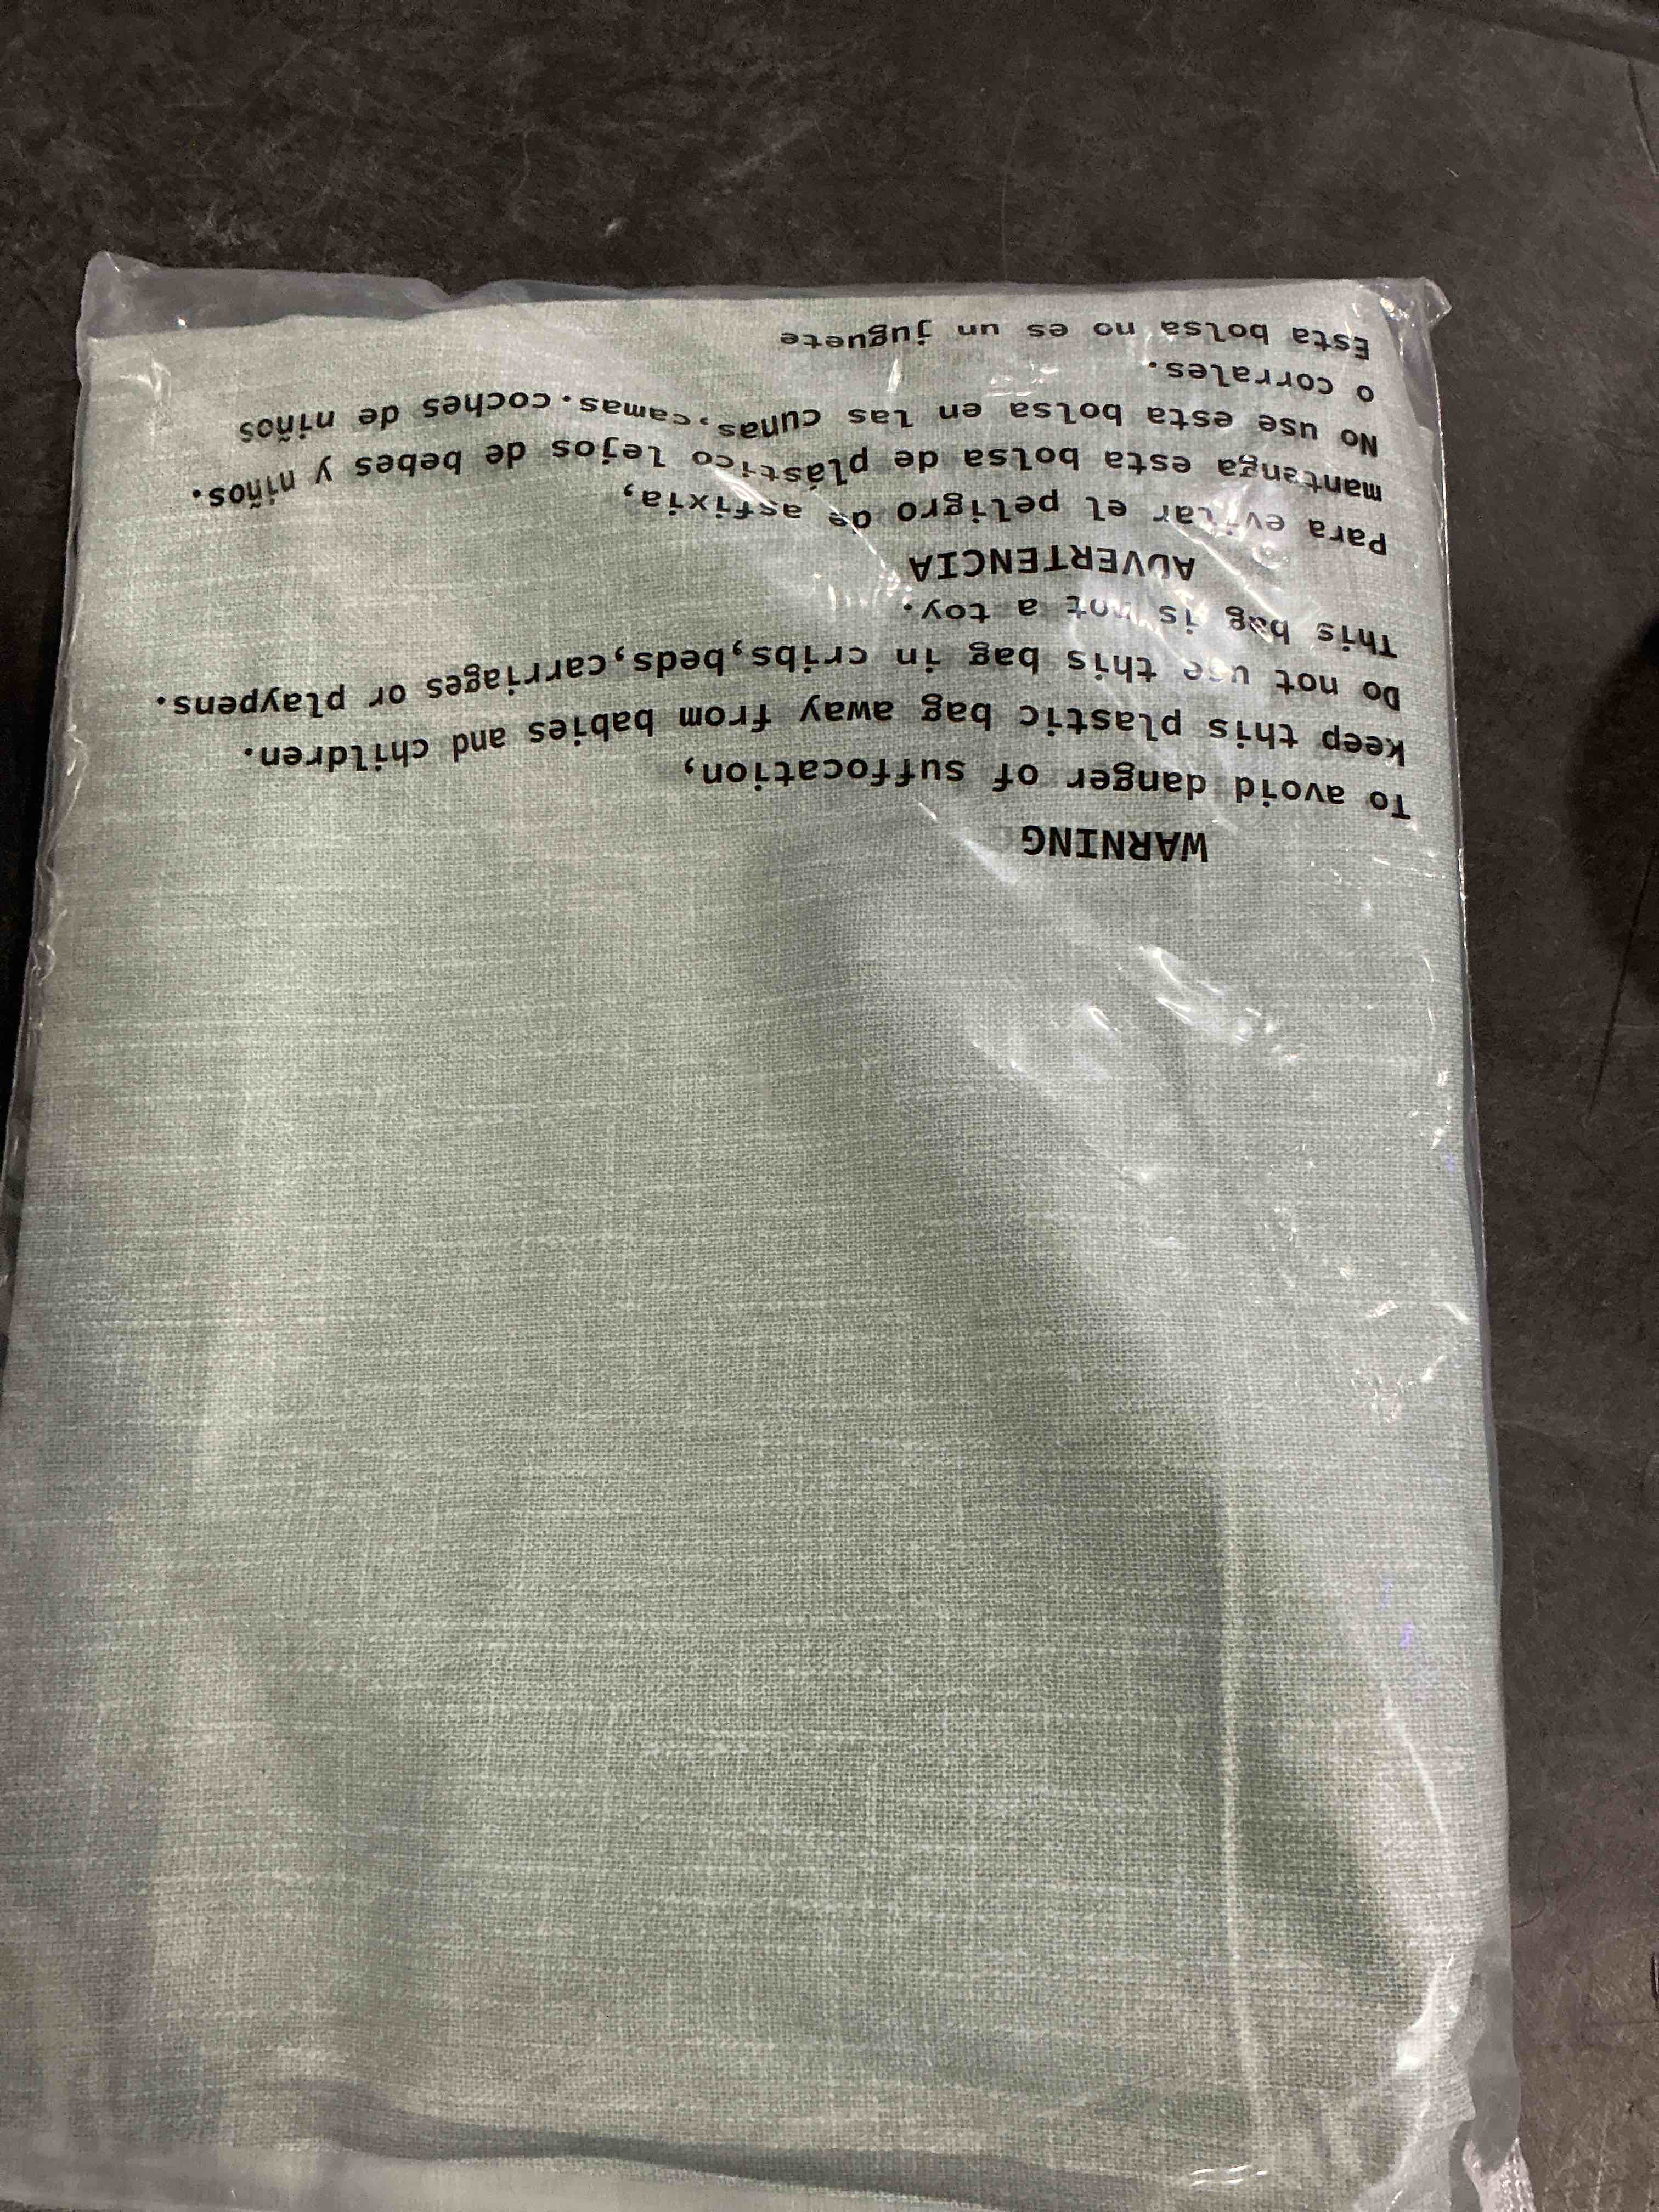 WARNING
To avoid danger of suffocation,
keep this plastic bag away from babies and children.
Do not use this bag in cribs,beds,carriages or playpens.
This bag is not a toy.
ADVERTENCIA
Para evitar el peligro de asfixia,
mantanga esta bolsa de plástico lejos de bebes y niños.
No use esta bolsa en las cunas,camas.coches de niños
o corrales.
Esta bolsa no es un juguete